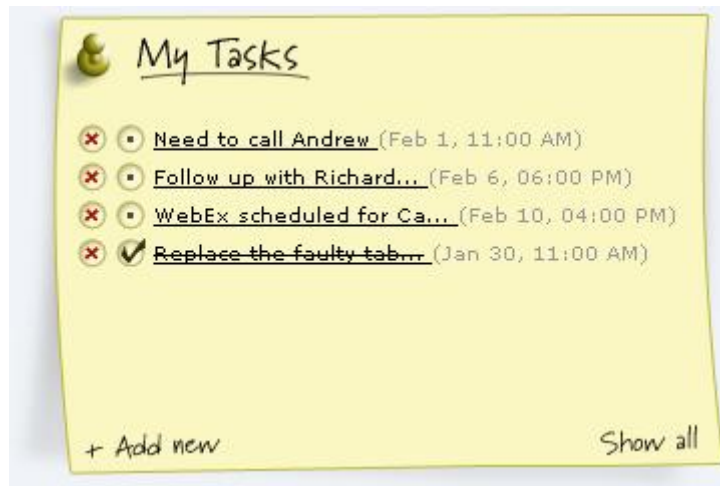 My Tasks
Need to call Andrew (Feb 1, 11:00 AM)
Follow up with Richard... (Feb 6, 06:00 PM)
WebEx scheduled for Ca... (Feb 10, 04:00 PM)
Replace the faulty tab... (Jan 30, 11:00 AM)
+ Add new Show all